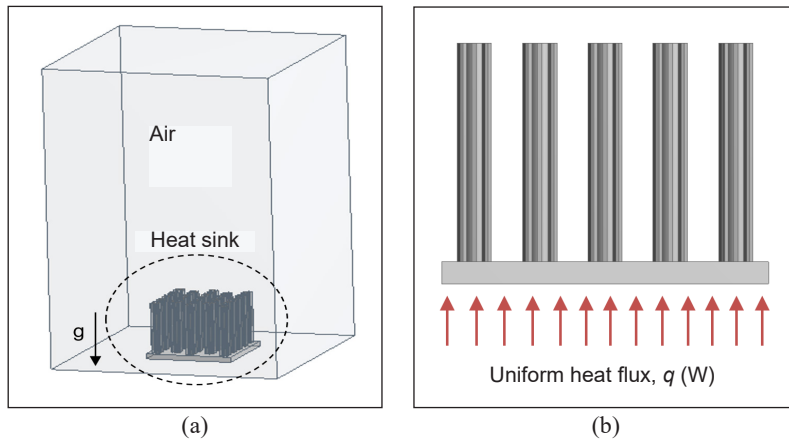 Air
Heat sink
g
(a)
Uniform heat flux, q (W)
(b)